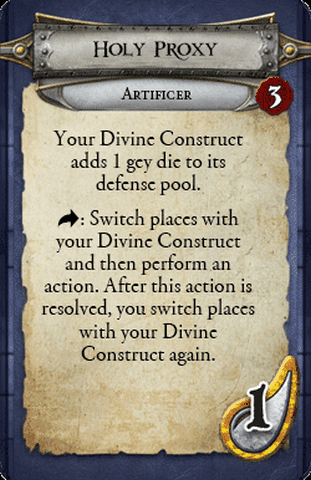 Holy Proxy
Artificer
3
Your Divine Construct
adds 1 gey die to its
defense pool.
: Switch places with
your Divine Construct
and then perform an
action. After this action is
resolved, you switch places
with your Divine
Construct again.
1